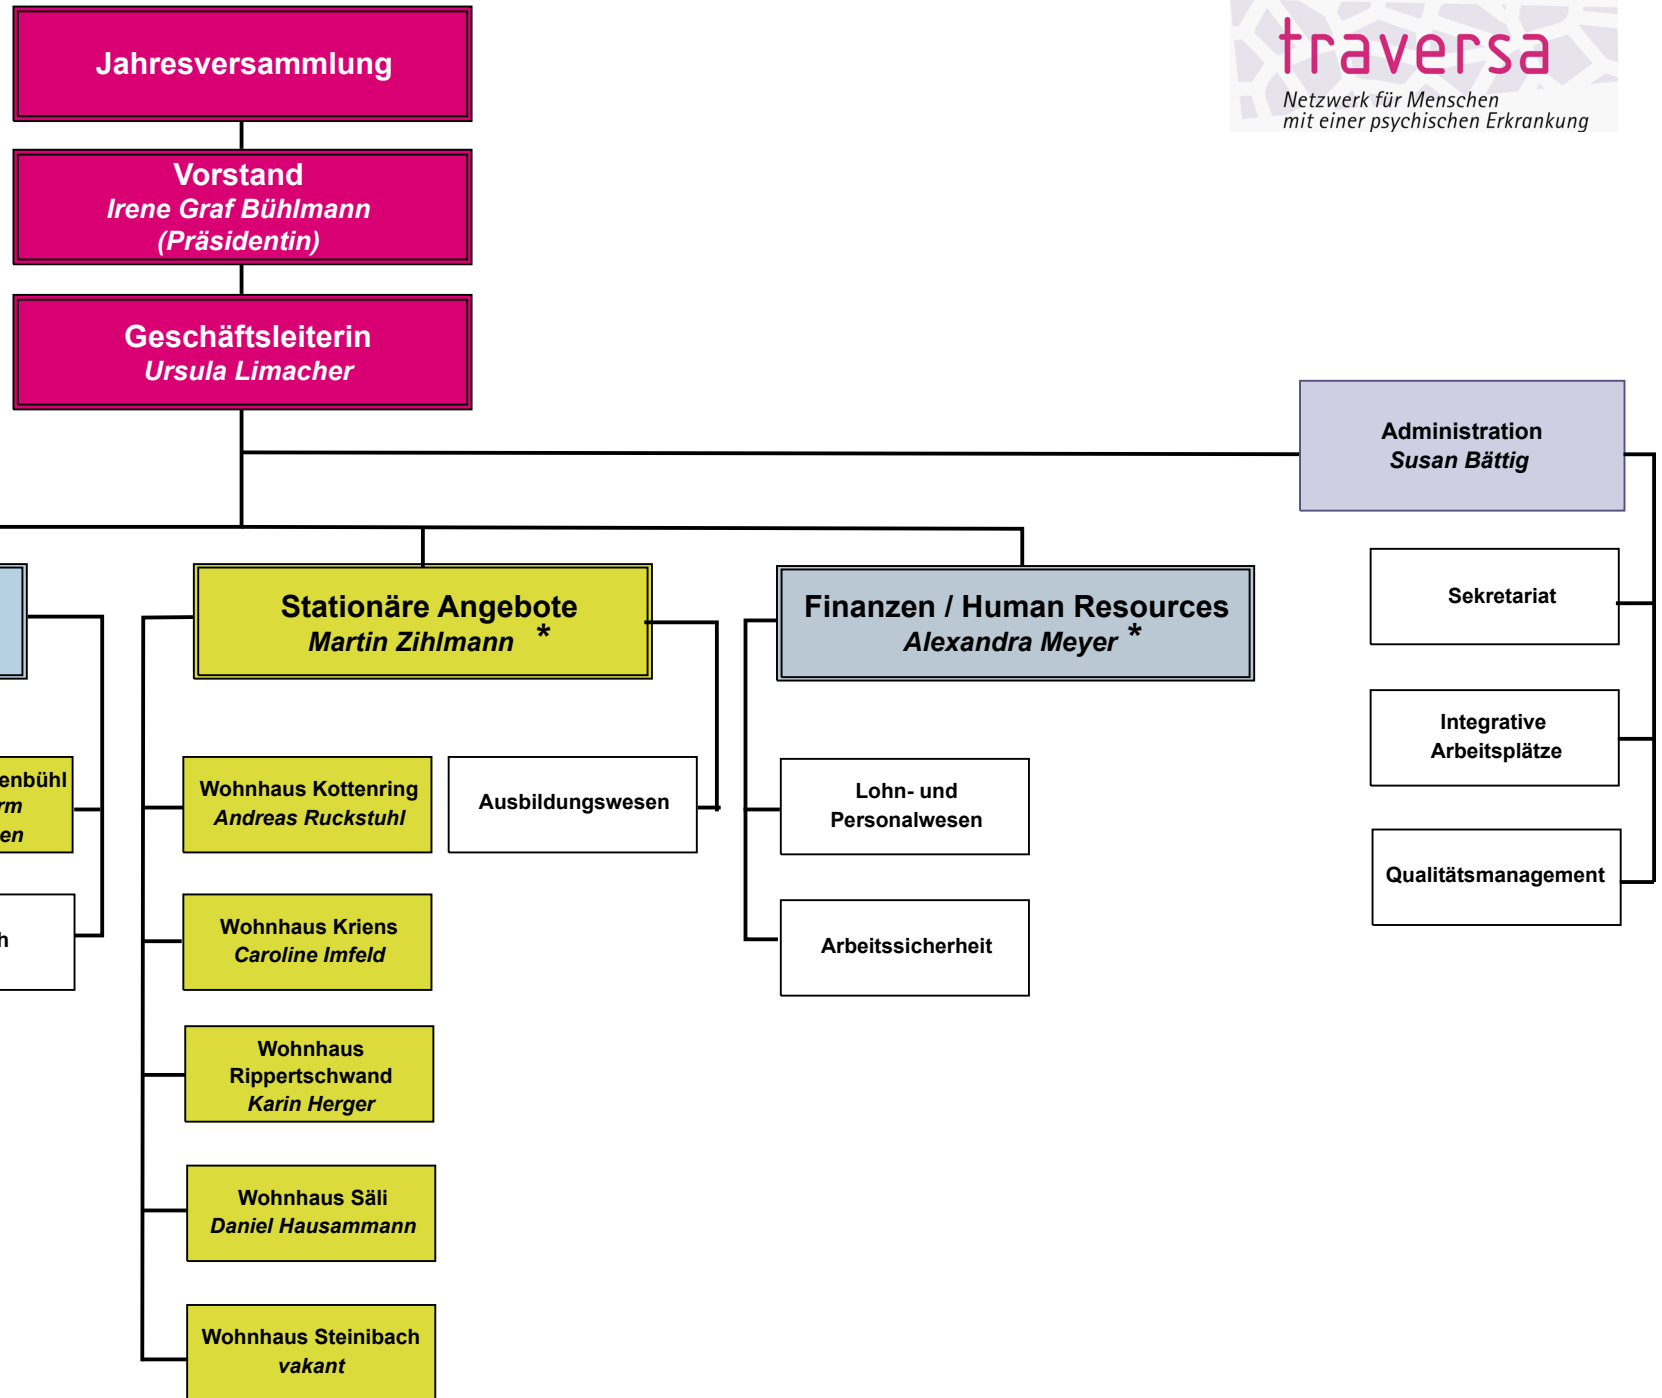 traversa
Netzwerk für Menschen
mit einer psychischen Erkrankung
Jahresversammlung
Vorstand
Irene Graf Bühlmann
(Präsidentin)
Geschäftsleiterin
Ursula Limacher
Administration
Susan Bättig
Sekretariat
Integrative
Arbeitsplätze
Qualitätsmanagement
enbühl
rm
en
h
Stationäre Angebote
Martin Zihlmann *
Wohnhaus Kottenring
Andreas Ruckstuhl
Wohnhaus Kriens
Caroline Imfeld
Wohnhaus
Rippertschwand
Karin Herger
Wohnhaus Säli
Daniel Hausammann
Wohnhaus Steinibach
vakant
Ausbildungswesen
Finanzen / Human Resources
Alexandra Meyer *
Lohn- und
Personalwesen
Arbeitssicherheit